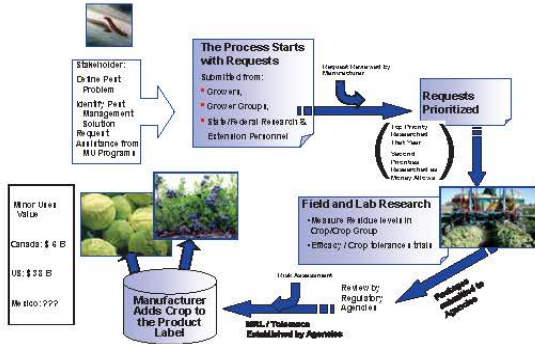 Stakeholder:
Define Pest
Problem
Identify Pest
Management
Solution
Request
Assistance from
MU Programs
The Process Starts
with Requests
Submitted from:
Growers,
Grower Groups,
State/Federal Research &
Extension Personnel
Request Reviewed by
Manufacturer
Requests
Prioritized
Top Priority
Researched
That Year
Second
Priorities
Researched as
Money Allows
Field and Lab Research
• Measure Residue levels in
Crop/Crop Group
• Efficacy / Crop tolerances trials
Packages
submitted to
Agencies
Review by
Regulatory
Agencies
Risk Assessment
MRL / Tolerance
Established by Agencies
Manufacturer
Adds Crop to
the Product
Label
Minor Uses
Value
Canada: $ 6 B
US: $ 38 B
Mexico: ???